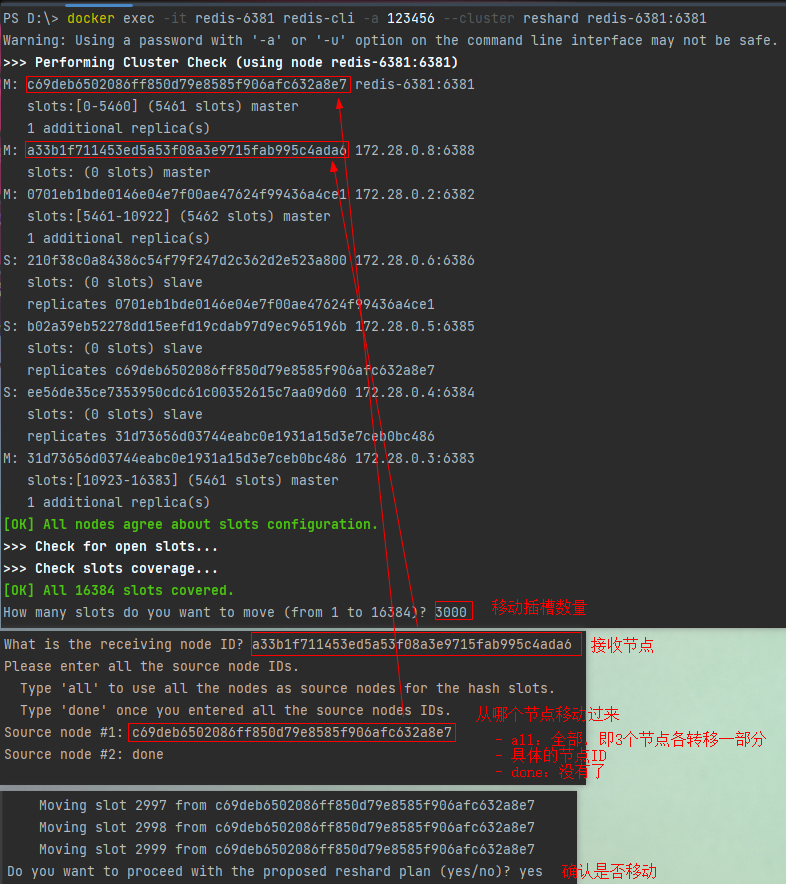 PS D:\> docker exec -it redis-6381 redis-cli -a 123456 --cluster reshard redis-6381:6381
Warning: Using a password with '-a' or '-u' option on the command line interface may not be safe.
>>> Performing Cluster Check (using node redis-6381:6381)
M: c69deb6502086ff850d79e8585f906afc632a8e7 redis-6381:6381
slots:[0-5460] (5461 slots) master
1 additional replica(s)
M: a33b1f711453ed5a53f08a3e9715fab995c4ada6 172.28.0.8:6388
slots: (0 slots) master
M: 0701eb1bde0146e04e7f00ae47624f99436a4ce1 172.28.0.2:6382
slots:[5461-10922] (5462 slots) master
1 additional replica(s)
S: 210f38c0a84386c54f79f247d2c362d2e523a800 172.28.0.6:6386
slots: (0 slots) slave
replicates 0701eb1bde0146e04e7f00ae47624f99436a4ce1
S: b02a39eb52278dd15eefd19cdab97d9ec965196b 172.28.0.5:6385
slots: (0 slots) slave
replicates c69deb6502086ff850d79e8585f906afc632a8e7
S: ee56de35ce7353950cdc61c00352615c7aa09d60 172.28.0.4:6384
slots: (0 slots) slave
replicates 31d73656d03744eabc0e1931a15d3e7ceb0bc486
M: 31d73656d03744eabc0e1931a15d3e7ceb0bc486 172.28.0.3:6383
slots:[10923-16383] (5461 slots) master
1 additional replica(s)
[OK] All nodes agree about slots configuration.
>>> Check for open slots...
>>> Check slots coverage...
[OK] All 16384 slots covered.
How many slots do you want to move (from 1 to 16384)? 3000 移动插槽数量
What is the receiving node ID? a33b1f711453ed5a53f08a3e9715fab995c4ada6 接收节点
Please enter all the source node IDs.
Type 'all' to use all the nodes as source nodes for the hash slots.
Type 'done' once you entered all the source nodes IDs. 从哪个节点移动过来
Source node #1: c69deb6502086ff850d79e8585f906afc632a8e7
- all：全部，即3个节点各转移一部分
Source node #2: done
- 具体的节点ID
- done：没有了
Moving slot 2997 from c69deb6502086ff850d79e8585f906afc632a8e7
Moving slot 2998 from c69deb6502086ff850d79e8585f906afc632a8e7
Moving slot 2999 from c69deb6502086ff850d79e8585f906afc632a8e7
Do you want to proceed with the proposed reshard plan (yes/no)? yes 确认是否移动